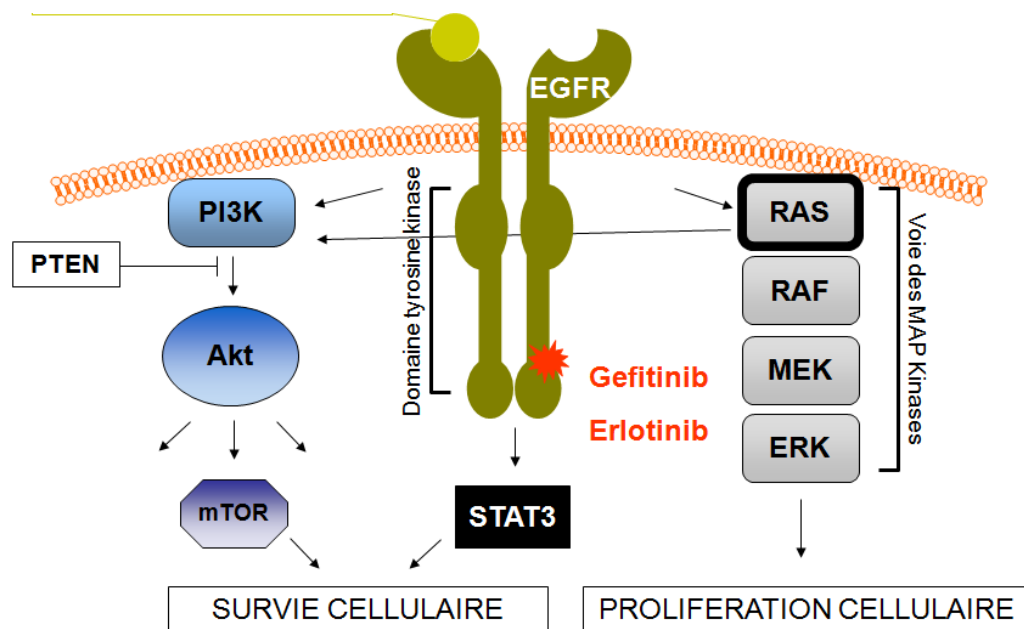 EGFR
PI3K
RAS
PTEN
Domaine tyrosine kinase
Voie des MAP Kinases
RAF
Akt
Gefitinib
MEK
Erlotinib
ERK
mTOR
STAT3
SURVIE CELLULAIRE
PROLIFERATION CELLULAIRE